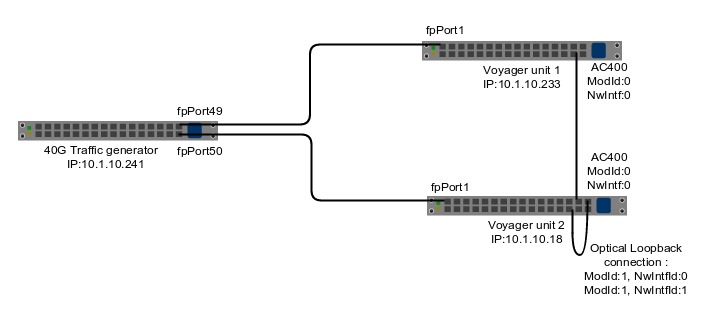 fpPort1
Voyager unit 1
IP:10.1.10.233
AC400
ModId:0
NwIntf:0
fpPort49
40G Traffic generator
IP:10.1.10.241
fpPort50
AC400
ModId:0
NwIntf:0
fpPort1
Voyager unit 2
IP:10.1.10.18
Optical Loopback
connection :
ModId:1, NwIntfId:0
ModId:1, NwIntfId:1